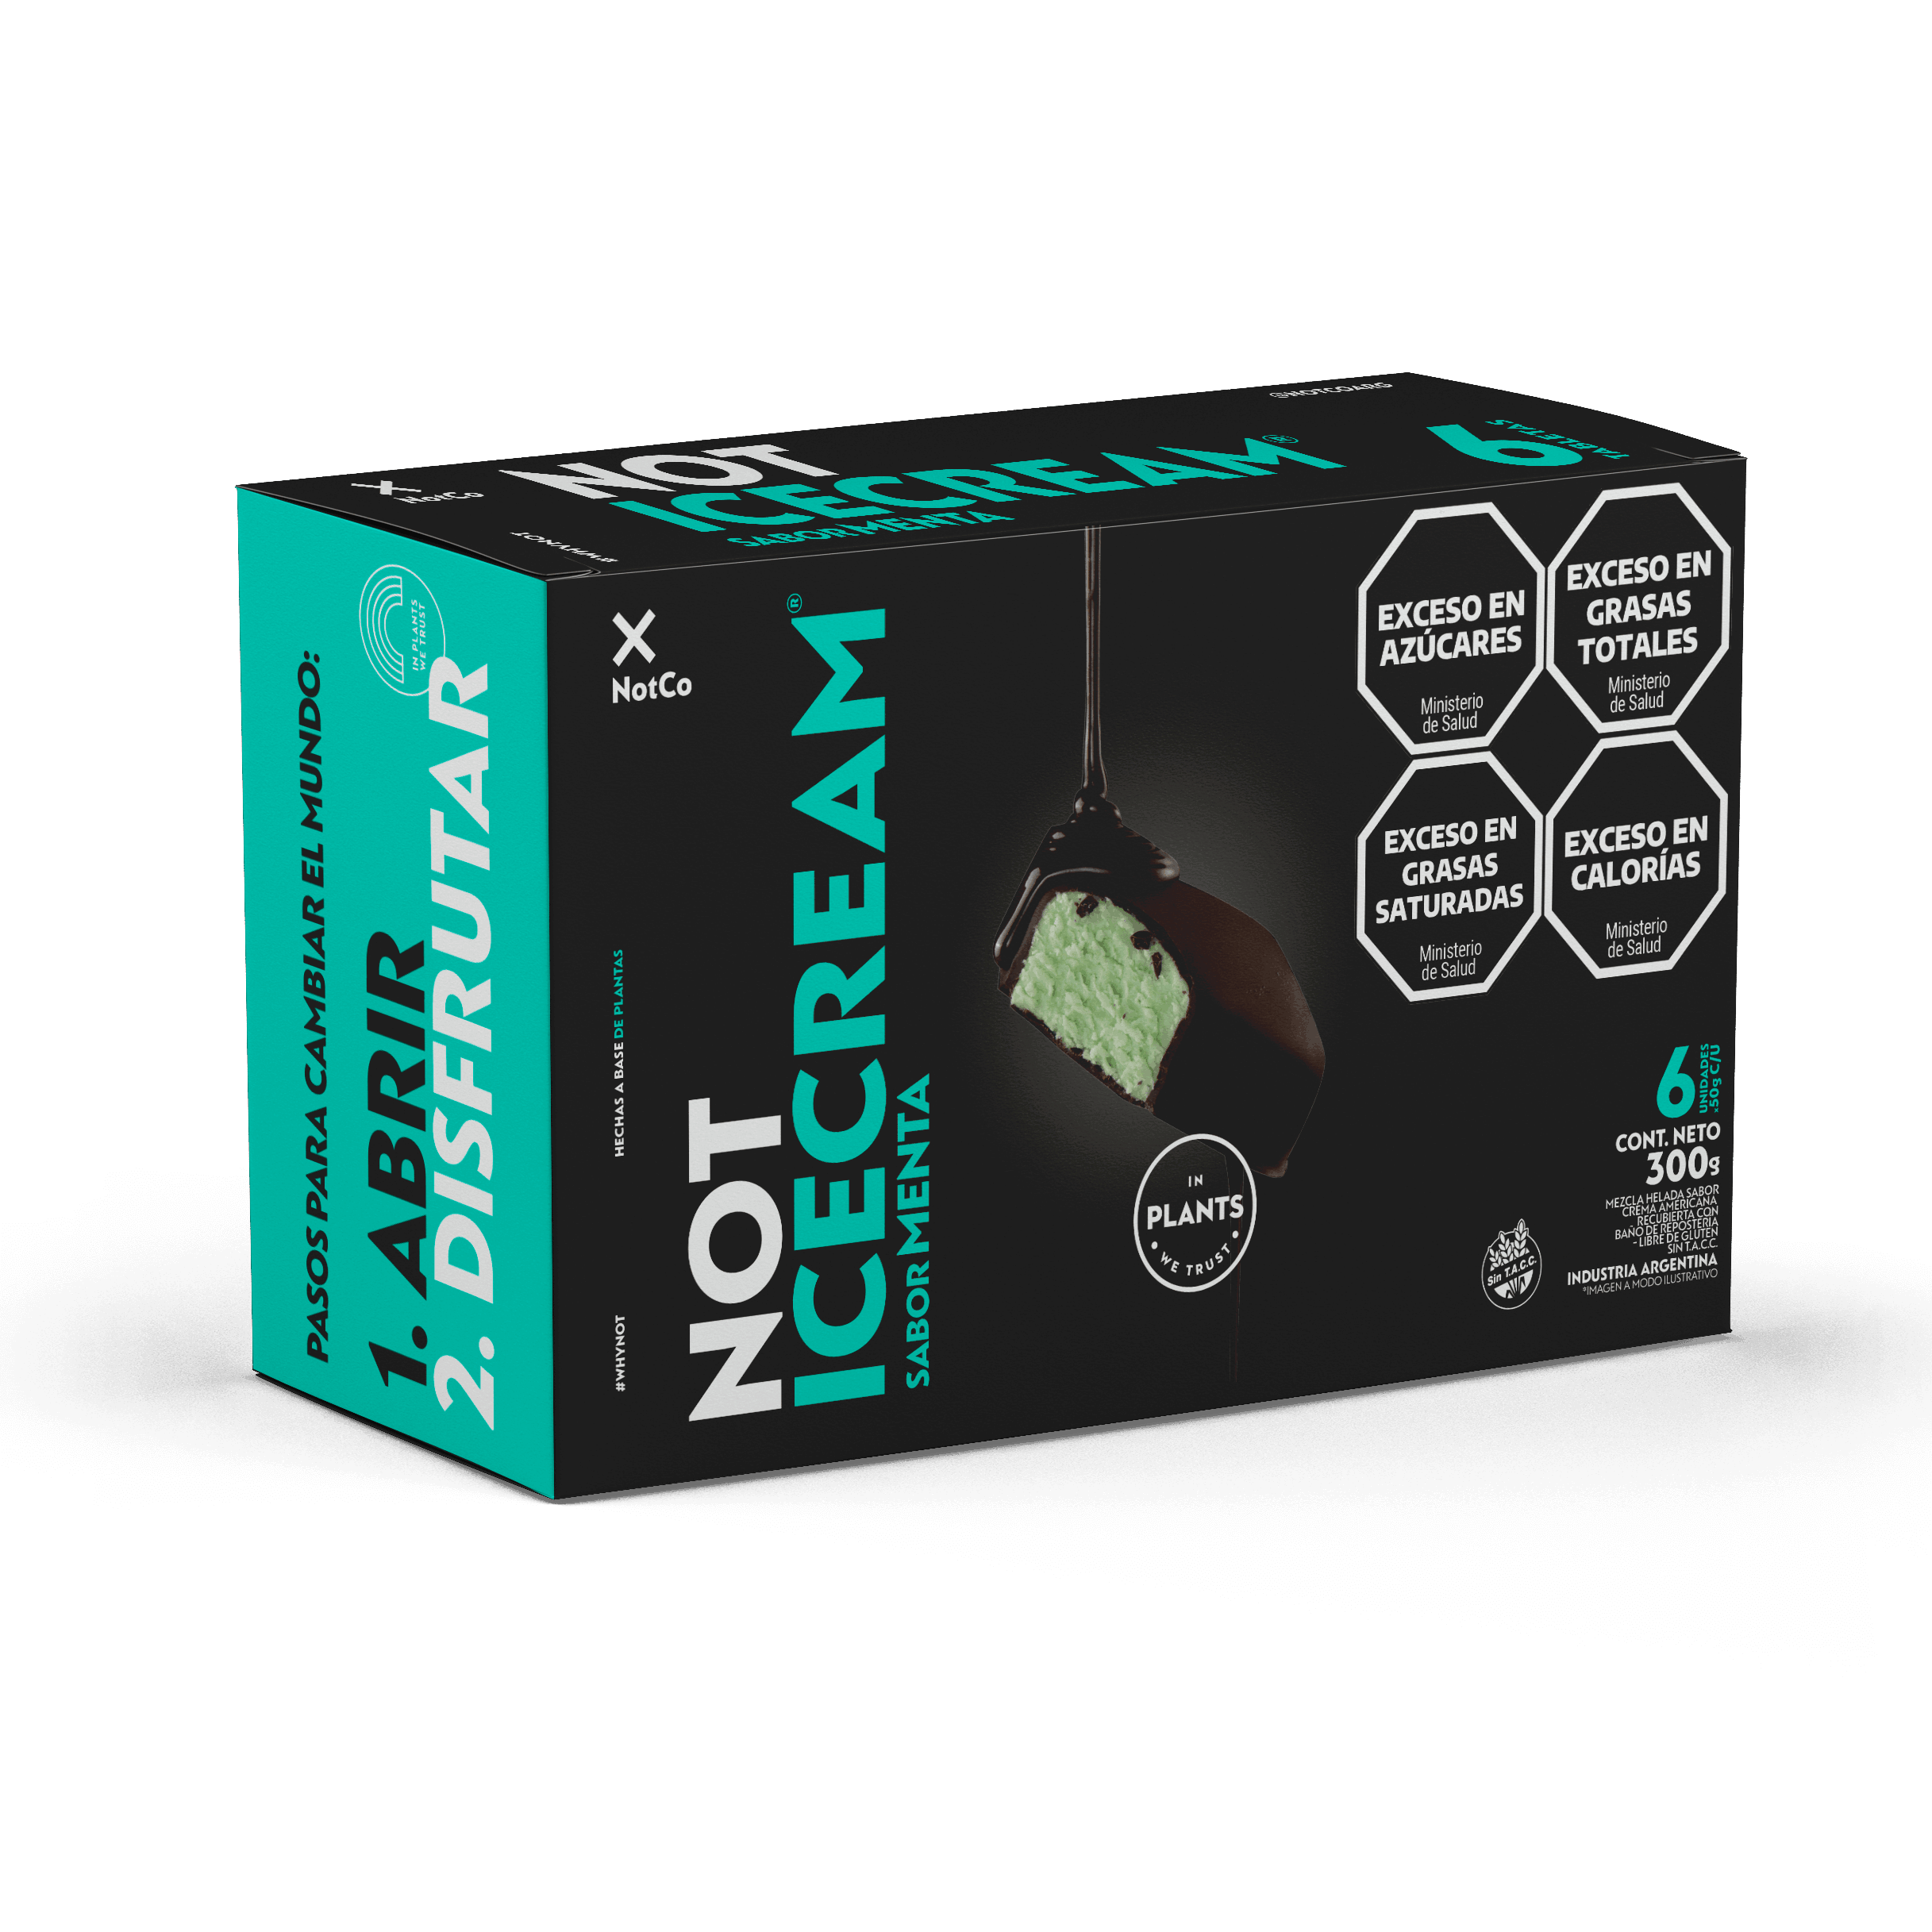 NotCo
#WHYNOT
NOT
ICECREAM®
SABOR MENTA
@NOTCOARG
6
TABLETAS
PASOS PARA CAMBIAR EL MUNDO:
1. ABRIR
2. DISFRUTAR
IN PLANTS
WE TRUST
NotCo
HECHAS A BASE DE PLANTAS
#WHYNOT
NOT
ICECREAM®
SABOR MENTA
IN
PLANTS
• WE TRUST •
EXCESO EN
AZÚCARES
Ministerio
de Salud
EXCESO EN
GRASAS
TOTALES
Ministerio
de Salud
EXCESO EN
GRASAS
SATURADAS
Ministerio
de Salud
EXCESO EN
CALORÍAS
Ministerio
de Salud
6
UNIDADES
x50g C/U
CONT. NETO
300g
MEZCLA HELADA SABOR
CREMA AMERICANA
RECUBIERTA CON
BAÑO DE REPOSTERIA
- LIBRE DE GLUTEN
SIN T.A.C.C.
INDUSTRIA ARGENTINA
*IMAGEN A MODO ILUSTRATIVO
Sin T.A.C.C.